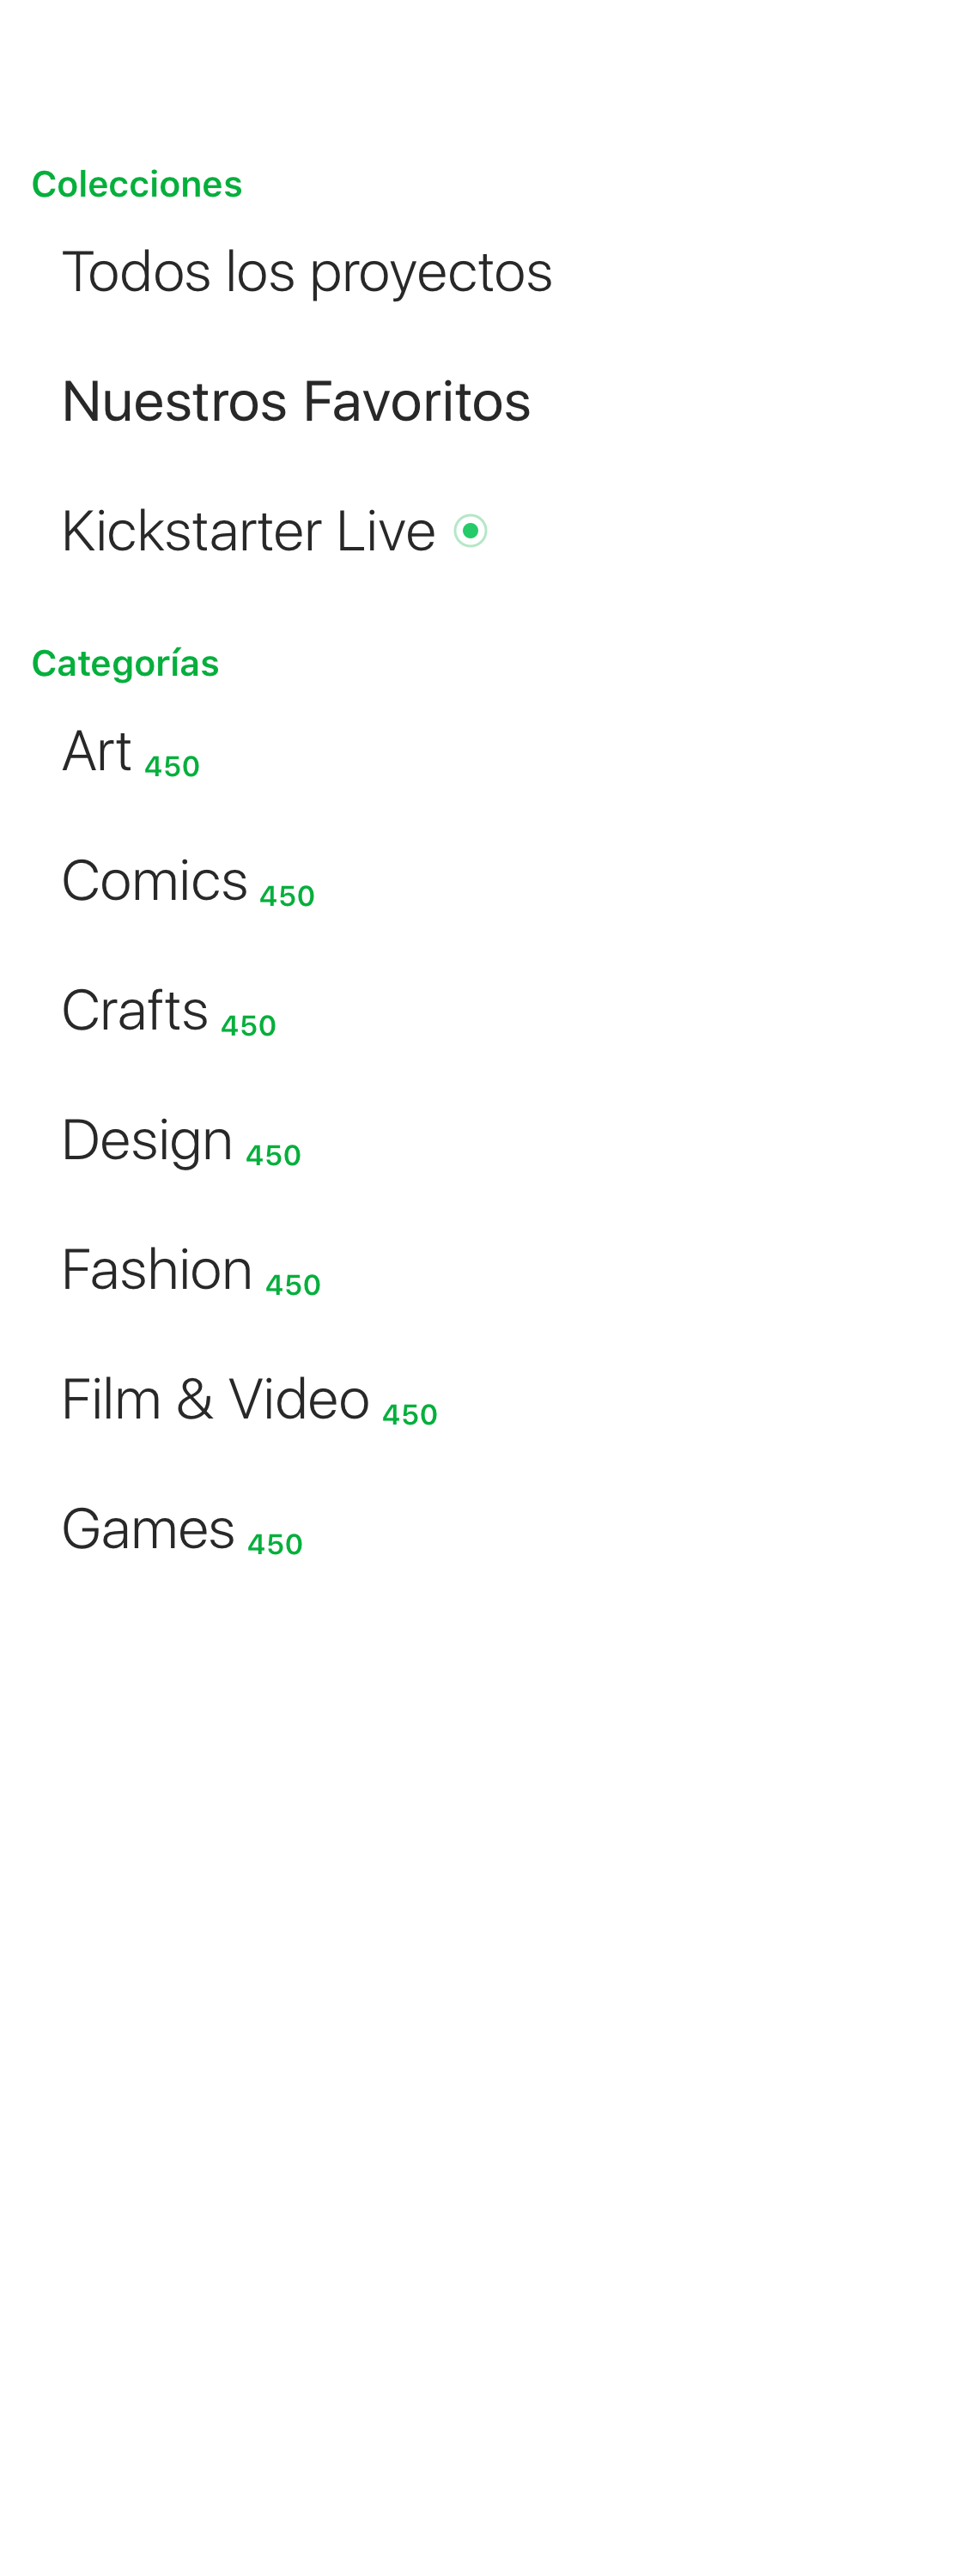 Colecciones
Todos los proyectos
Nuestros Favoritos
Kickstarter Live
Categorías
Art 450
Comics 450
Crafts 450
Design 450
Fashion 450
Film & Video 450
Games 450